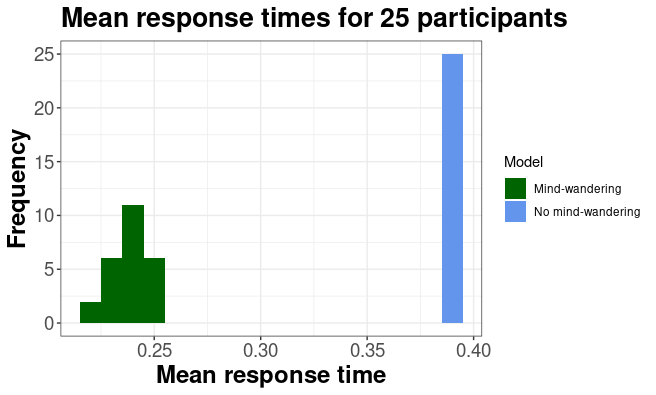 Mean response times for 25 participants
25
20
15
10
5
0
Frequency
0.25 0.30 0.35 0.40
Mean response time
Model
Mind-wandering
No mind-wandering